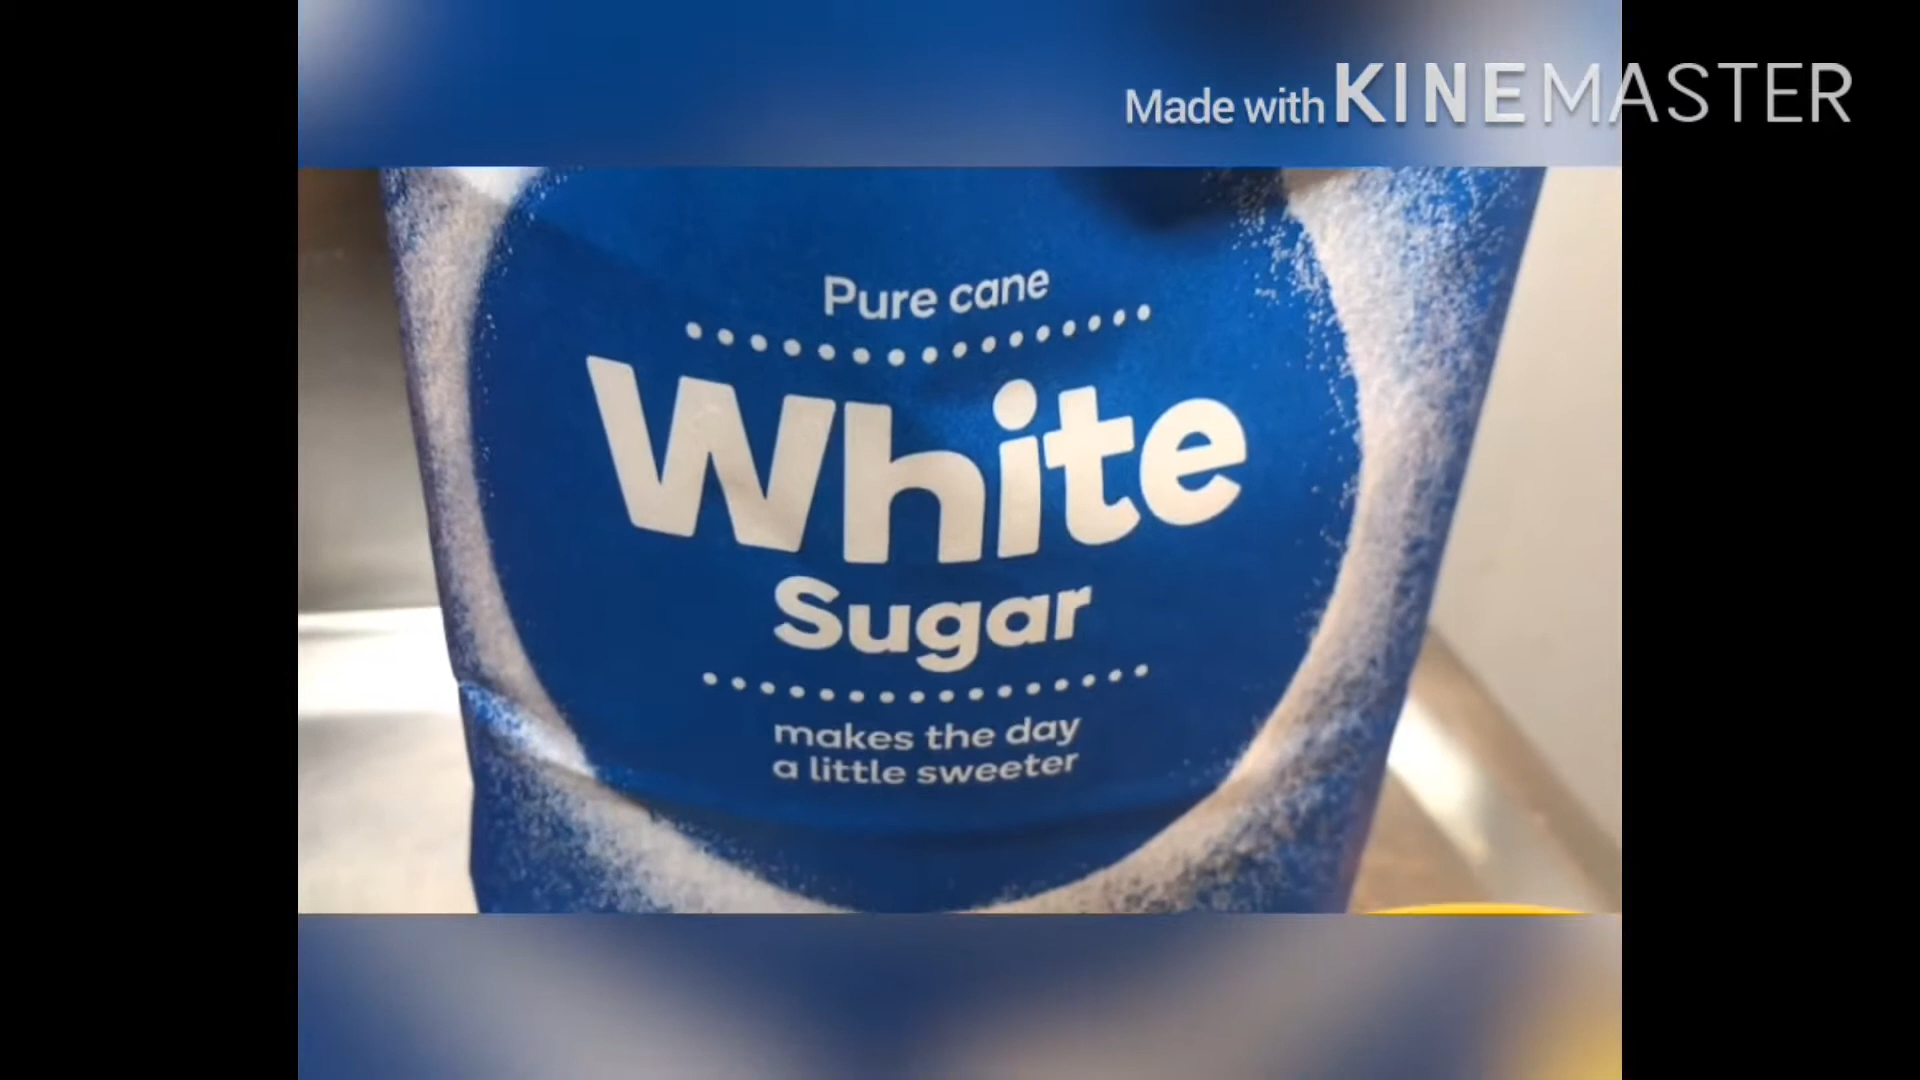 Made with KINEMASTER
Pure cane
White
Sugar
makes the day
a little sweeter